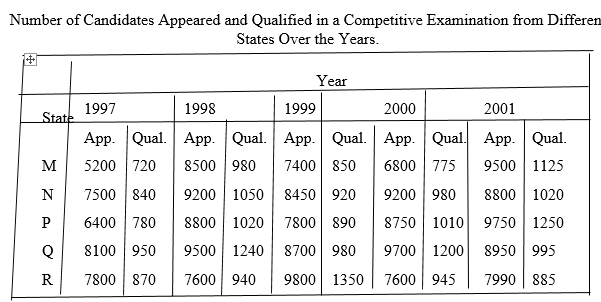 Number of Candidates Appeared and Qualified in a Competitive Examination from Differen
States Over the Years.
Year
State 1997 1998 1999 2000 2001
App. Qual. App. Qual. App. Qual. App. Qual. App. Qual.
M 5200 720 8500 980 7400 850 6800 775 9500 1125
N 7500 840 9200 1050 8450 920 9200 980 8800 1020
P 6400 780 8800 1020 7800 890 8750 1010 9750 1250
Q 8100 950 9500 1240 8700 980 9700 1200 8950 995
R 7800 870 7600 940 9800 1350 7600 945 7990 885